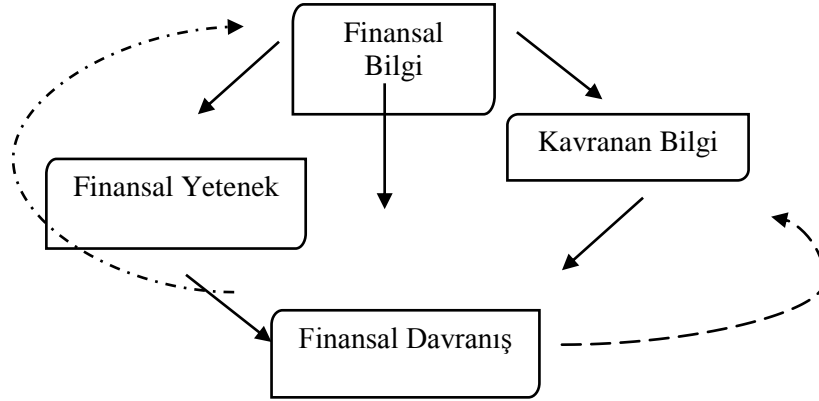 Finansal
Bilgi
Kavranan Bilgi
Finansal Yetenek
Finansal Davranış